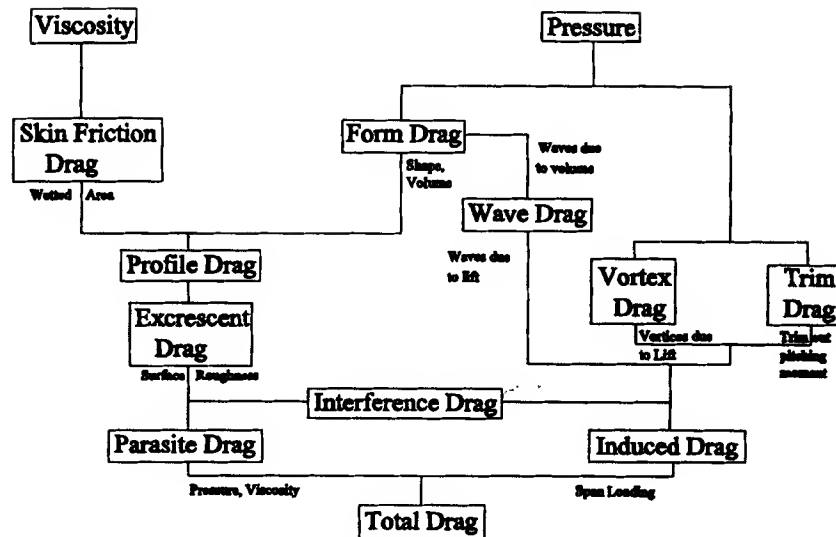 Viscosity
Pressure
Skin Friction
Drag
Wetted Area
Form Drag
Shape,
Volume
Waves due
to volume
Wave Drag
Waves due
to lift
Profile Drag
Vortex
Drag
Vortices due
to Lift
Trim
Drag
Trim out
pitching
moment
Excrescent
Drag
Surface Roughness
Interference Drag
Parasite Drag
Induced Drag
Pressure, Viscosity
Span Loading
Total Drag